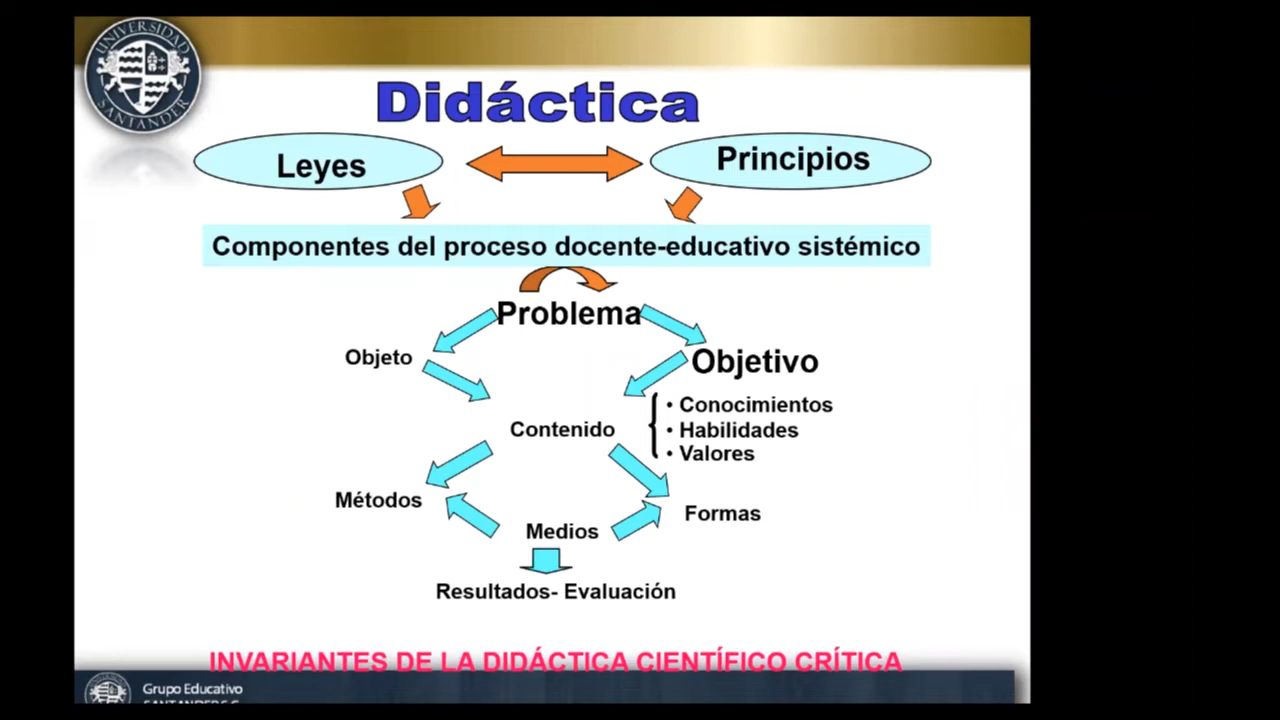 UNIVERSIDAD
SANTANDER
Didáctica
Leyes
Principios
Componentes del proceso docente-educativo sistémico
Problema
Objeto
Objetivo
Contenido
• Conocimientos
• Habilidades
• Valores
Métodos
Formas
Medios
Resultados- Evaluación
INVARIANTES DE LA DIDÁCTICA CIENTÍFICO CRÍTICA
Grupo Educativo
SANTANDER S.C.